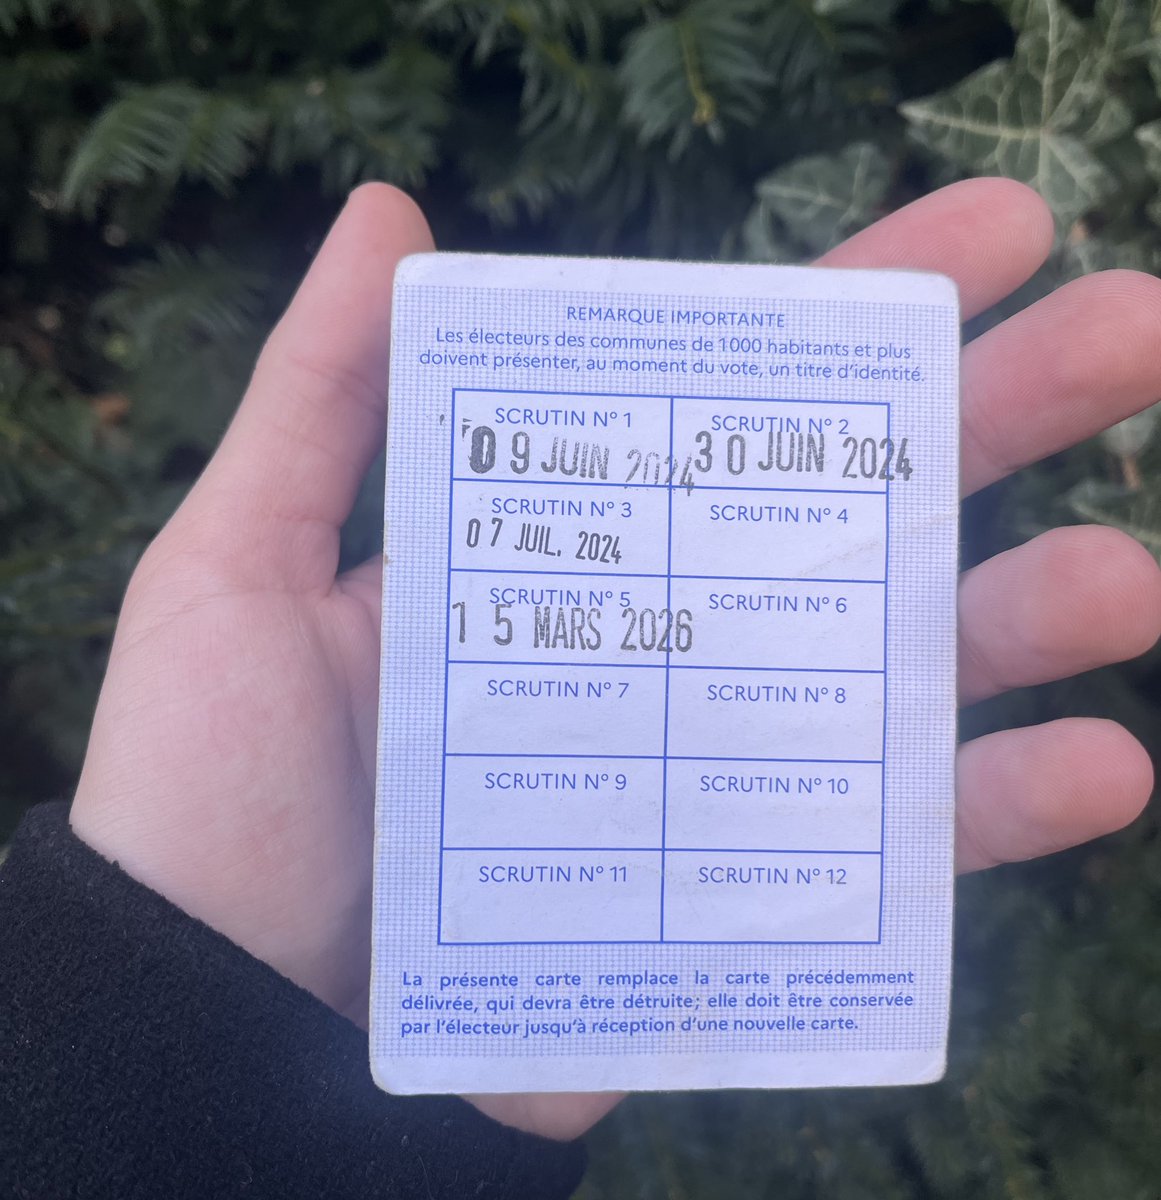 REMARQUE IMPORTANTE
Les électeurs des communes de 1000 habitants et plus
doivent présenter, au moment du vote, un titre d'identité.
SCRUTIN N° 1
09 JUIN 2024
SCRUTIN N° 2
30 JUIN 2024
SCRUTIN N° 3
07 JUIL. 2024
SCRUTIN N° 4
SCRUTIN N° 5
15 MARS 2026
SCRUTIN N° 6
SCRUTIN N° 7
SCRUTIN N° 8
SCRUTIN N° 9
SCRUTIN N° 10
SCRUTIN N° 11
SCRUTIN N° 12
La présente carte remplace la carte précédemment
délivrée, qui devra être détruite; elle doit être conservée
par l'électeur jusqu'à réception d'une nouvelle carte.